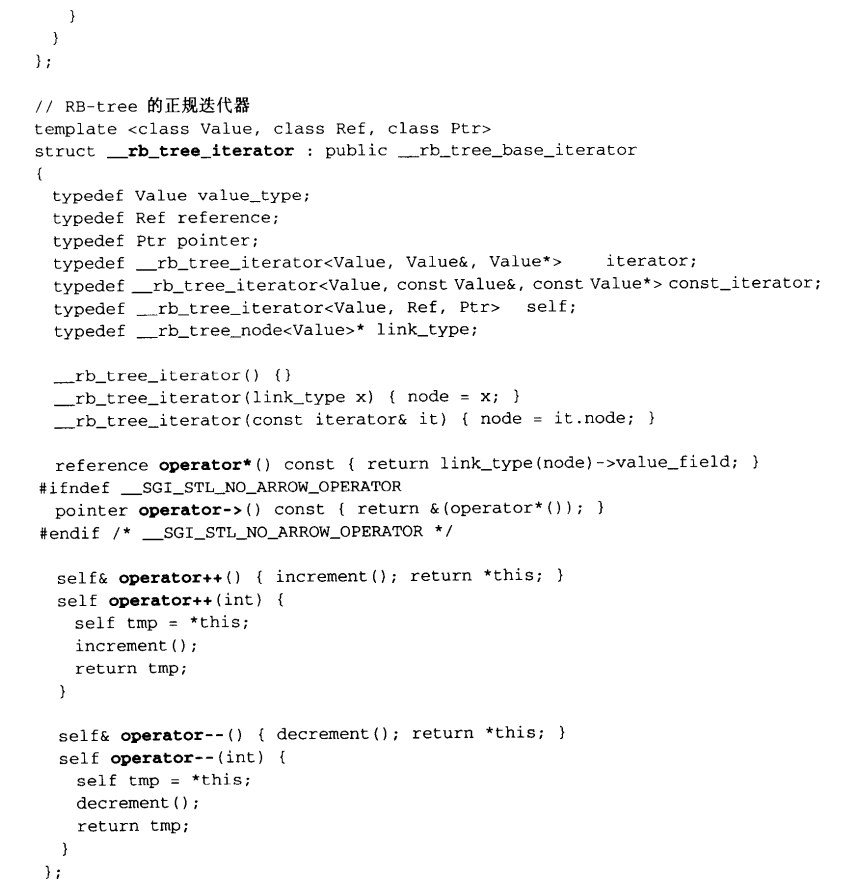 }
  }
};

// RB-tree 的正规迭代器
template <class Value, class Ref, class Ptr>
struct __rb_tree_iterator : public __rb_tree_base_iterator
{
  typedef Value value_type;
  typedef Ref reference;
  typedef Ptr pointer;
  typedef __rb_tree_iterator<Value, Value&, Value*>    iterator;
  typedef __rb_tree_iterator<Value, const Value&, const Value*> const_iterator;
  typedef __rb_tree_iterator<Value, Ref, Ptr>   self;
  typedef __rb_tree_node<Value>* link_type;

  __rb_tree_iterator() {}
  __rb_tree_iterator(link_type x) { node = x; }
  __rb_tree_iterator(const iterator& it) { node = it.node; }

  reference operator*() const { return link_type(node)->value_field; }
#ifndef __SGI_STL_NO_ARROW_OPERATOR
  pointer operator->() const { return &(operator*()); }
#endif /* __SGI_STL_NO_ARROW_OPERATOR */

  self& operator++() { increment(); return *this; }
  self operator++(int) {
    self tmp = *this;
    increment();
    return tmp;
  }

  self& operator--() { decrement(); return *this; }
  self operator--(int) {
    self tmp = *this;
    decrement();
    return tmp;
  }
};